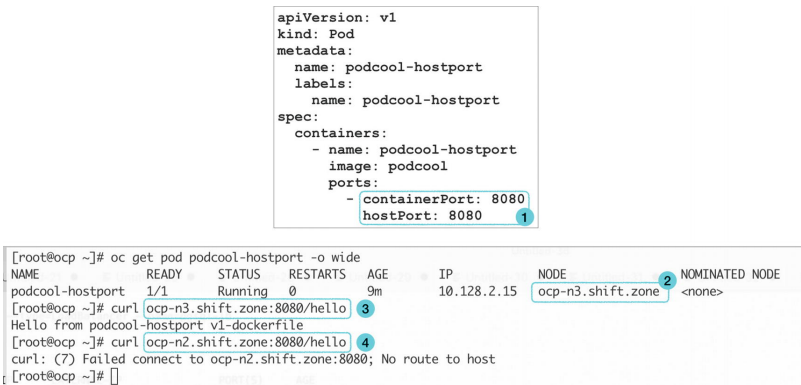 apiVersion: v1
kind: Pod
metadata:
  name: podcool-hostport
  labels:
    name: podcool-hostport
spec:
  containers:
    - name: podcool-hostport
      image: podcool
      ports:
        - containerPort: 8080
          hostPort: 8080 1
[root@ocp ~]# oc get pod podcool-hostport -o wide
NAME READY STATUS RESTARTS AGE IP NODE 2 NOMINATED NODE
podcool-hostport 1/1 Running 0 9m 10.128.2.15 ocp-n3.shift.zone <none>
[root@ocp ~]# curl ocp-n3.shift.zone:8080/hello 3
Hello from podcool-hostport v1-dockerfile
[root@ocp ~]# curl ocp-n2.shift.zone:8080/hello 4
curl: (7) Failed connect to ocp-n2.shift.zone:8080; No route to host
[root@ocp ~]#